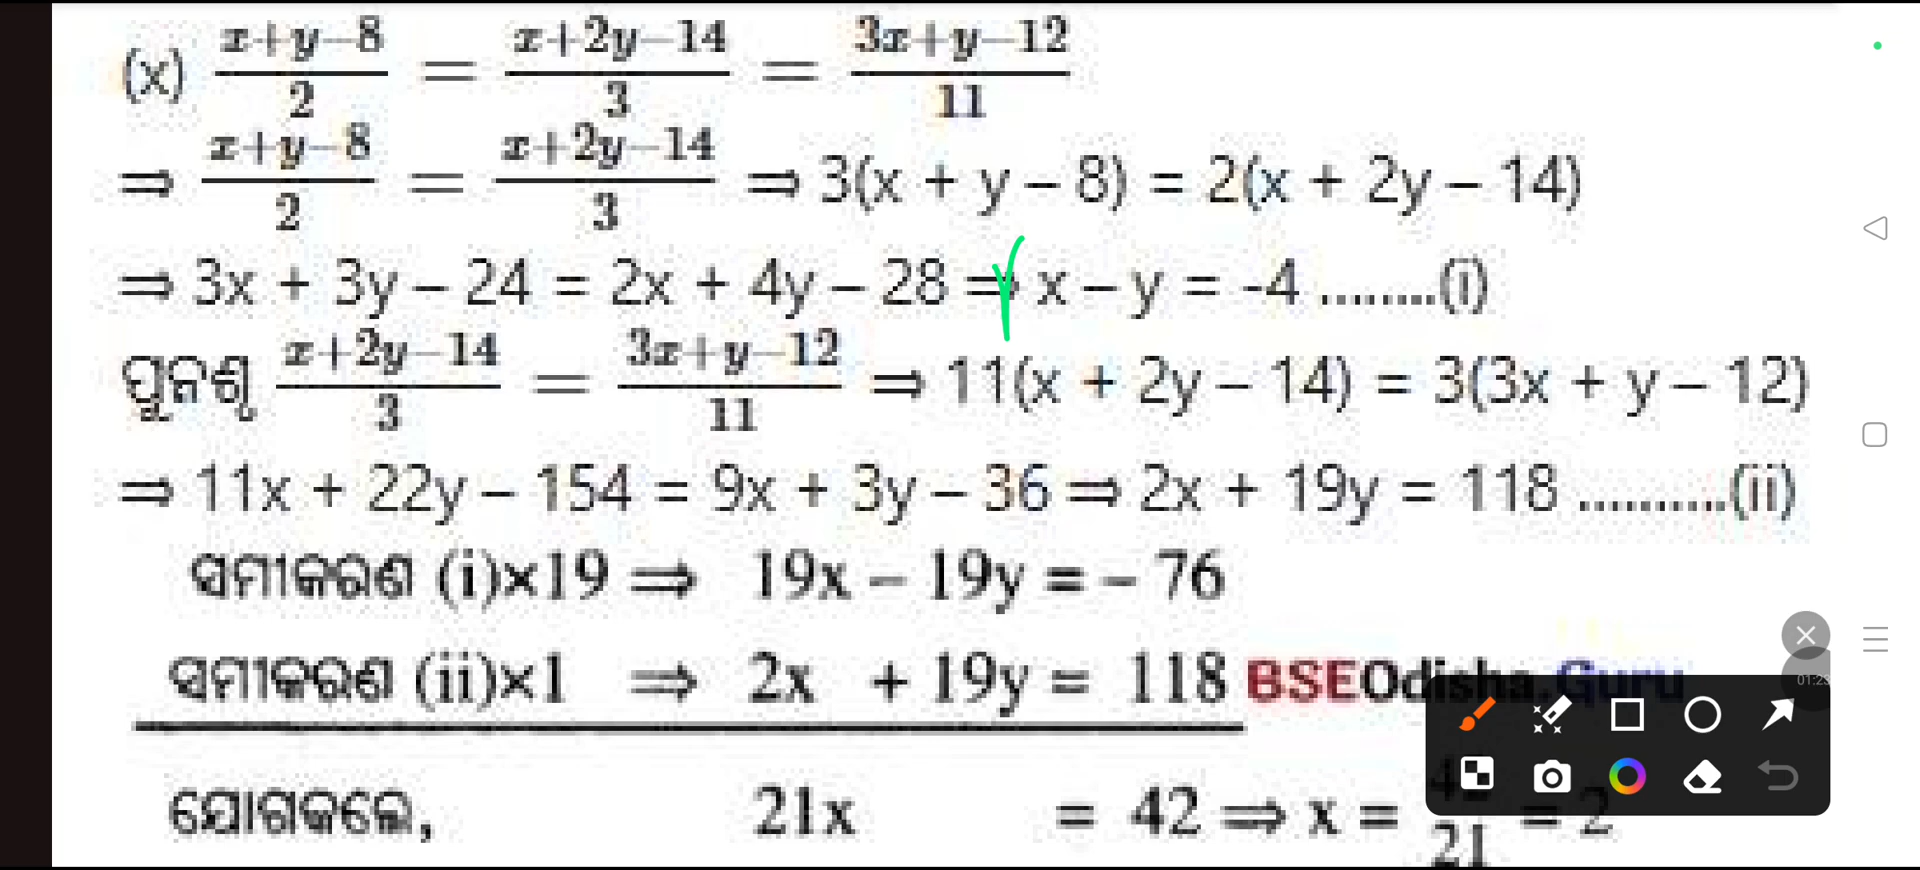 (x) x+y−8/2 = x+2y−14/3 = 3x+y−12/11
⇒ x+y−8/2 = x+2y−14/3 ⇒ 3(x + y – 8) = 2(x + 2y – 14)
⇒ 3x + 3y – 24 = 2x + 4y – 28 ⇒ x – y = -4 ........(i)
ପୁନଶ୍ଚ x+2y−14/3 = 3x+y−12/11 ⇒ 11(x + 2y – 14) = 3(3x + y – 12)
⇒ 11x + 22y – 154 = 9x + 3y – 36 ⇒ 2x + 19y = 118 ..........(ii)
ସମୀକରଣ (i)×19 ⇒ 19x – 19y = – 76
ସମୀକରଣ (ii)×1 ⇒ 2x + 19y = 118 BSEOdisha.Guru
ଯୋଗକଲେ, 21x = 42 ⇒ x = 42/21 = 2